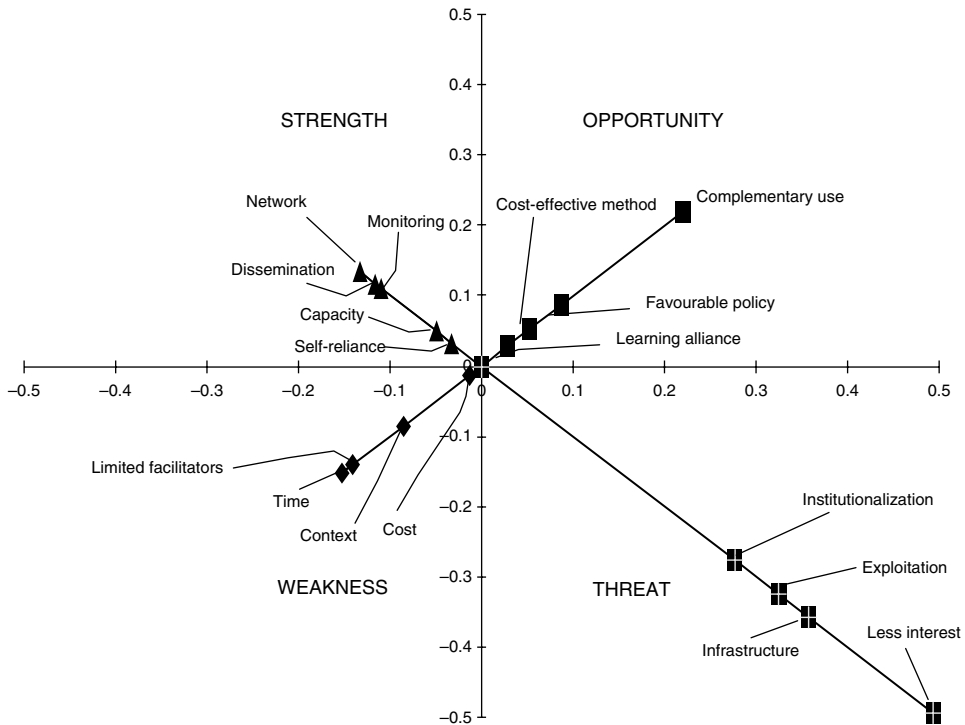 0.5
0.4
STRENGTH OPPORTUNITY
0.3
Network Cost-effective method Complementary use
Monitoring 0.2
Dissemination
0.1 Favourable policy
Capacity
Self-reliance Learning alliance
0
–0.5 –0.4 –0.3 –0.2 –0.1 0 0.1 0.2 0.3 0.4 0.5
–0.1
Limited facilitators
Time –0.2 Institutionalization
Context Cost
–0.3 Exploitation
WEAKNESS THREAT
–0.4 Infrastructure Less interest
–0.5